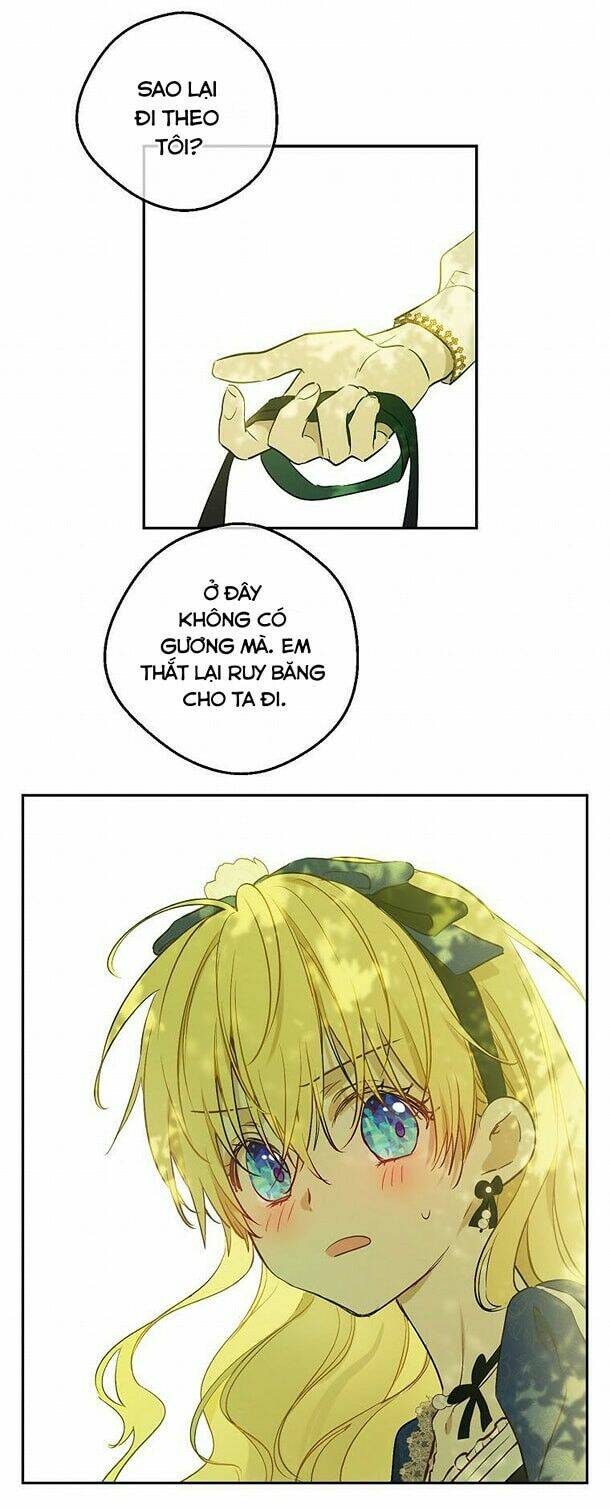 SAO LẠI
ĐI THEO
TÔI?
Ở ĐÂY
KHÔNG CÓ
GƯƠNG MÀ. EM
THẮT LẠI RUY BĂNG
CHO TA ĐI.